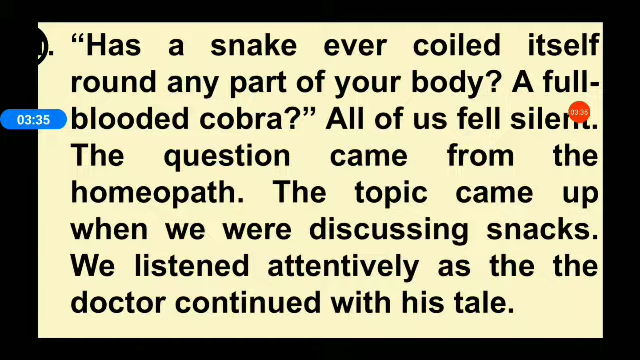 . “Has a snake ever coiled itself
round any part of your body? A full-
03:35 blooded cobra?” All of us fell silent. 03:35
The question came from the
homeopath. The topic came up
when we were discussing snacks.
We listened attentively as the the
doctor continued with his tale.